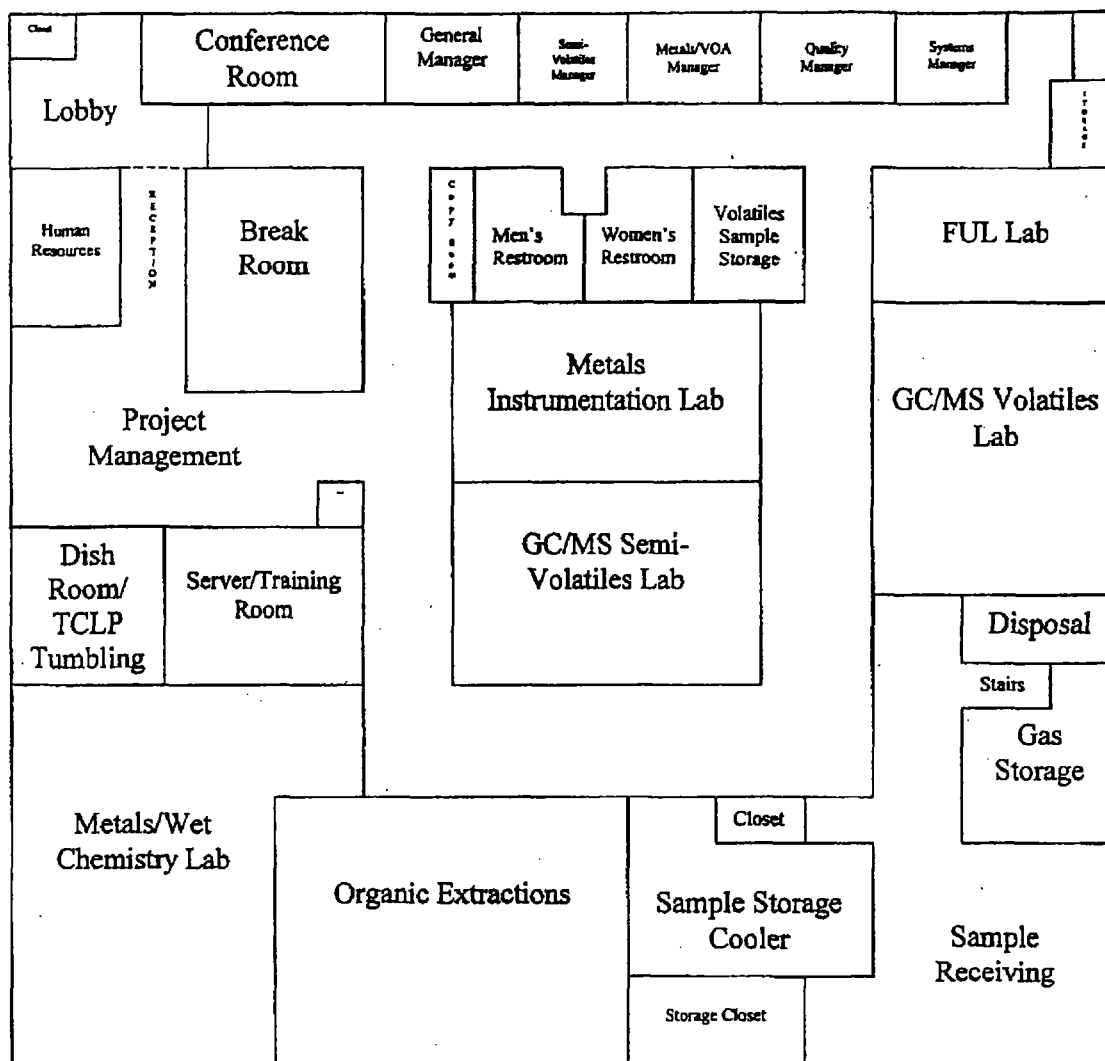 Closet
Conference
Room
General
Manager
Semi-
Volatiles
Manager
Metals/VOA
Manager
Quality
Manager
Systems
Manager
Lobby
STORAGE
Human
Resources
RECEPTION
Break
Room
COPY ROOM
Men's
Restroom
Women's
Restroom
Volatiles
Sample
Storage
FUL Lab
Metals
Instrumentation Lab
GC/MS Volatiles
Lab
Project
Management
Dish
Room/
TCLP
Tumbling
Server/Training
Room
GC/MS Semi-
Volatiles Lab
Disposal
Stairs
Gas
Storage
Metals/Wet
Chemistry Lab
Organic Extractions
Closet
Sample Storage
Cooler
Sample
Receiving
Storage Closet